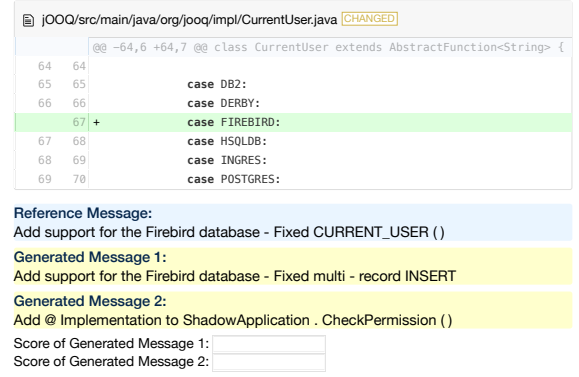 jOOQ/src/main/java/org/jooq/impl/CurrentUser.java CHANGED
@@ -64,6 +64,7 @@ class CurrentUser extends AbstractFunction<String> {
64 64
65 65 case DB2:
66 66 case DERBY:
67 + case FIREBIRD:
67 68 case HSQLDB:
68 69 case INGRES:
69 70 case POSTGRES:
Reference Message:
Add support for the Firebird database - Fixed CURRENT_USER ( )
Generated Message 1:
Add support for the Firebird database - Fixed multi - record INSERT
Generated Message 2:
Add @ Implementation to ShadowApplication . CheckPermission ( )
Score of Generated Message 1:
Score of Generated Message 2: